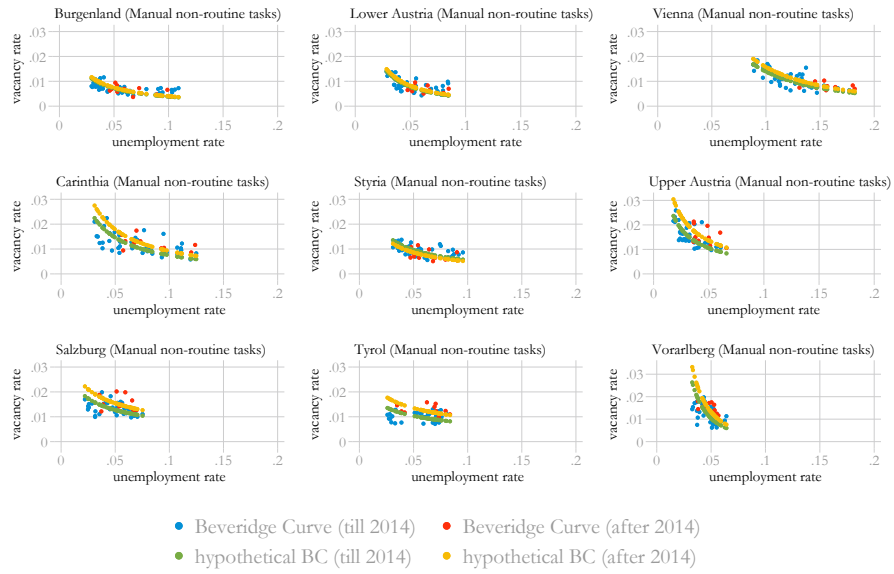 Burgenland (Manual non-routine tasks)
Lower Austria (Manual non-routine tasks)
Vienna (Manual non-routine tasks)
vacancy rate
.03
.02
.01
0
0
.05
.1
.15
.2
unemployment rate
vacancy rate
.03
.02
.01
0
0
.05
.1
.15
.2
unemployment rate
vacancy rate
.03
.02
.01
0
0
.05
.1
.15
.2
unemployment rate
Carinthia (Manual non-routine tasks)
Styria (Manual non-routine tasks)
Upper Austria (Manual non-routine tasks)
vacancy rate
.03
.02
.01
0
0
.05
.1
.15
.2
unemployment rate
vacancy rate
.03
.02
.01
0
0
.05
.1
.15
.2
unemployment rate
vacancy rate
.03
.02
.01
0
0
.05
.1
.15
.2
unemployment rate
Salzburg (Manual non-routine tasks)
Tyrol (Manual non-routine tasks)
Vorarlberg (Manual non-routine tasks)
vacancy rate
.03
.02
.01
0
0
.05
.1
.15
.2
unemployment rate
vacancy rate
.03
.02
.01
0
0
.05
.1
.15
.2
unemployment rate
vacancy rate
.03
.02
.01
0
0
.05
.1
.15
.2
unemployment rate
Beveridge Curve (till 2014)
Beveridge Curve (after 2014)
hypothetical BC (till 2014)
hypothetical BC (after 2014)